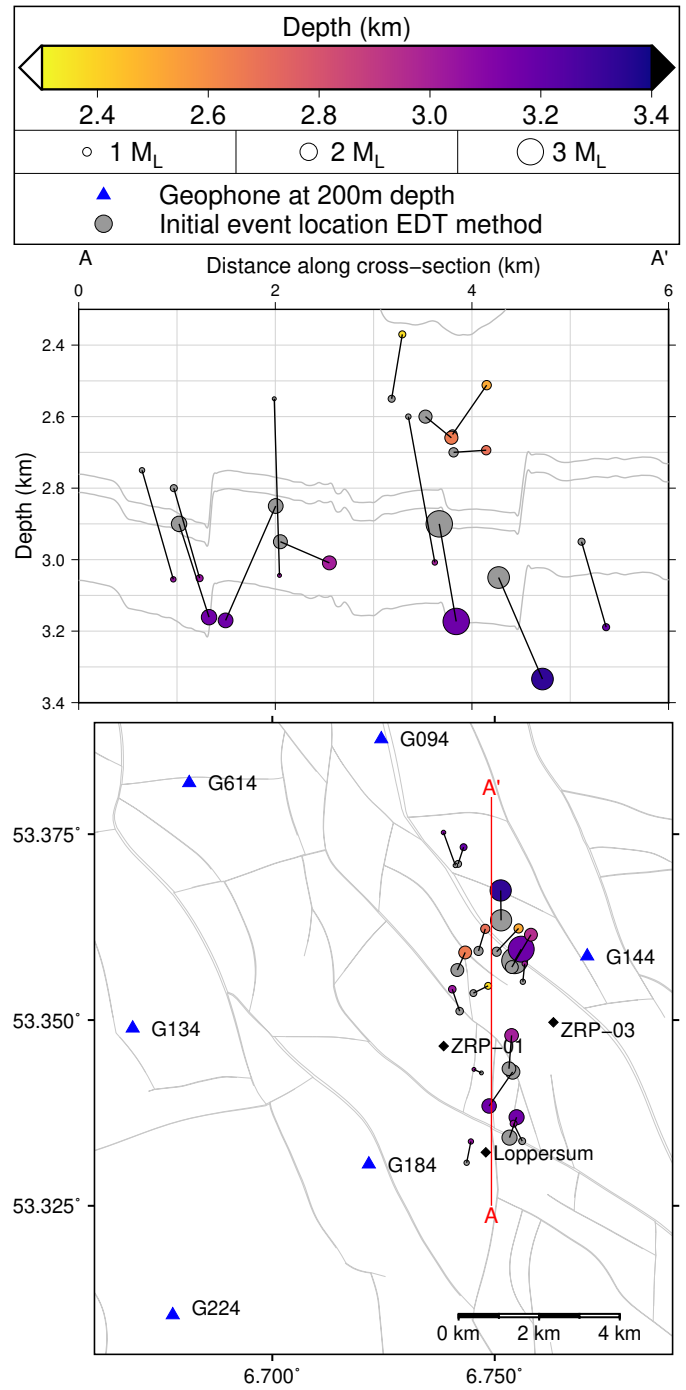 Depth (km)
2.4 2.6 2.8 3.0 3.2 3.4
1 M_L 2 M_L 3 M_L
Geophone at 200m depth
Initial event location EDT method
A Distance along cross−section (km) A'
0 2 4 6
2.4
2.6
2.8
3.0
3.2
3.4
Depth (km)
G094
G614
A'
53.375˚
G144
53.350˚
G134
ZRP−03
ZRP−01
Loppersum
G184
53.325˚
A
G224
0 km 2 km 4 km
6.700˚ 6.750˚